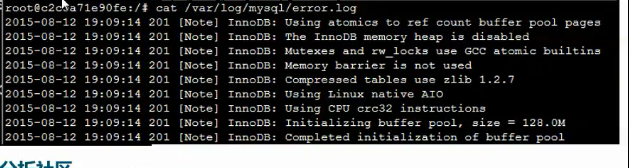 root@c2c0a71e90fe:/# cat /var/log/mysql/error.log
2015-08-12 19:09:14 201 [Note] InnoDB: Using atomics to ref count buffer pool pages
2015-08-12 19:09:14 201 [Note] InnoDB: The InnoDB memory heap is disabled
2015-08-12 19:09:14 201 [Note] InnoDB: Mutexes and rw_locks use GCC atomic builtins
2015-08-12 19:09:14 201 [Note] InnoDB: Memory barrier is not used
2015-08-12 19:09:14 201 [Note] InnoDB: Compressed tables use zlib 1.2.7
2015-08-12 19:09:14 201 [Note] InnoDB: Using Linux native AIO
2015-08-12 19:09:14 201 [Note] InnoDB: Using CPU crc32 instructions
2015-08-12 19:09:14 201 [Note] InnoDB: Initializing buffer pool, size = 128.0M
2015-08-12 19:09:14 201 [Note] InnoDB: Completed initialization of buffer pool